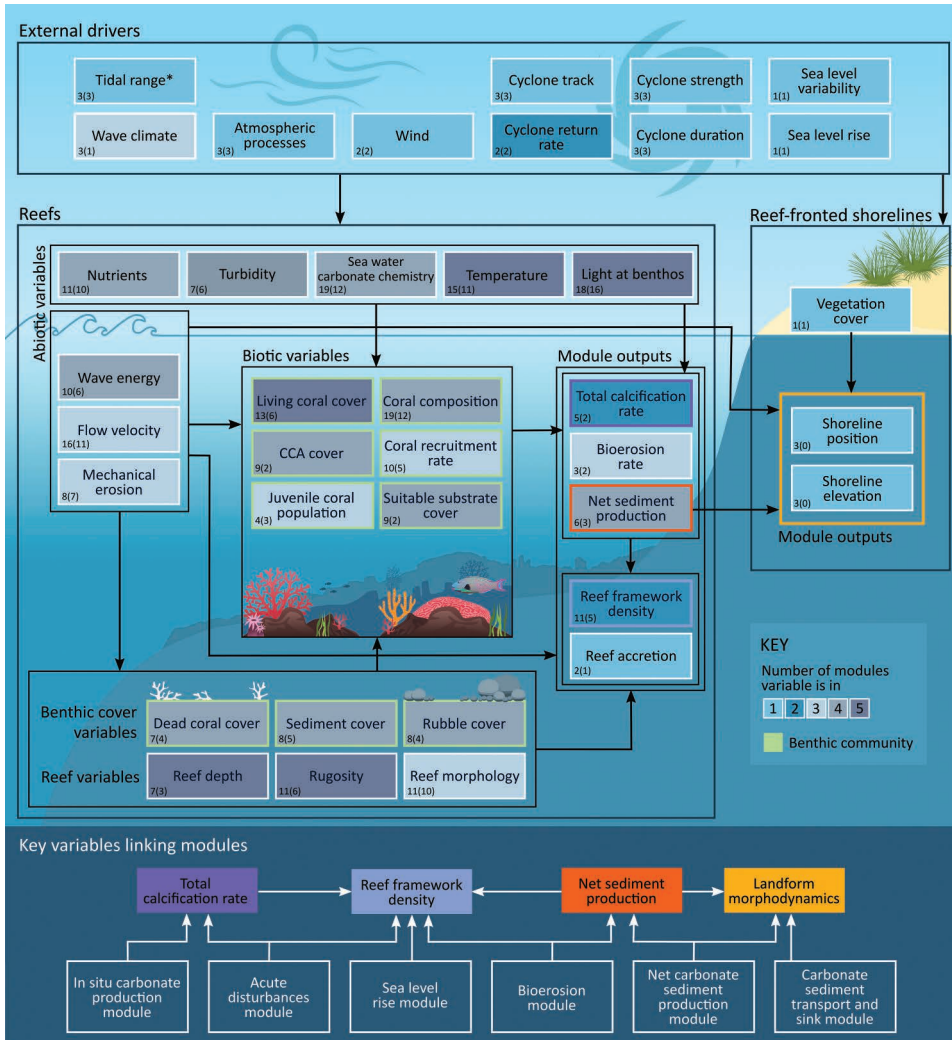 External drivers
Tidal range*
3(3)
Cyclone track
3(3)
Cyclone strength
3(3)
Sea level
variability
1(1)
Wave climate
3(1)
Atmospheric
processes
3(3)
Wind
2(2)
Cyclone return
rate
2(2)
Cyclone duration
3(3)
Sea level rise
1(1)
Reefs
Reef-fronted shorelines
Abiotic variables
Nutrients
11(10)
Turbidity
7(6)
Sea water
carbonate chemistry
19(12)
Temperature
15(11)
Light at benthos
18(16)
Vegetation
cover
1(1)
Wave energy
10(6)
Flow velocity
16(11)
Mechanical
erosion
8(7)
Biotic variables
Living coral cover
13(6)
Coral composition
19(12)
CCA cover
9(2)
Coral recruitment
rate
10(5)
Juvenile coral
population
4(3)
Suitable substrate
cover
9(2)
Module outputs
Total calcification
rate
5(2)
Bioerosion
rate
3(2)
Net sediment
production
6(3)
Reef framework
density
11(5)
Reef accretion
2(1)
Shoreline
position
3(0)
Shoreline
elevation
3(0)
Module outputs
Benthic cover
variables
Dead coral cover
7(4)
Sediment cover
8(5)
Rubble cover
8(4)
Reef variables
Reef depth
7(3)
Rugosity
11(6)
Reef morphology
11(10)
KEY
Number of modules
variable is in
1 2 3 4 5
Benthic community
Key variables linking modules
Total
calcification rate
Reef framework
density
Net sediment
production
Landform
morphodynamics
In situ carbonate
production
module
Acute
disturbances
module
Sea level
rise module
Bioerosion
module
Net carbonate
sediment
production
module
Carbonate
sediment
transport and
sink module